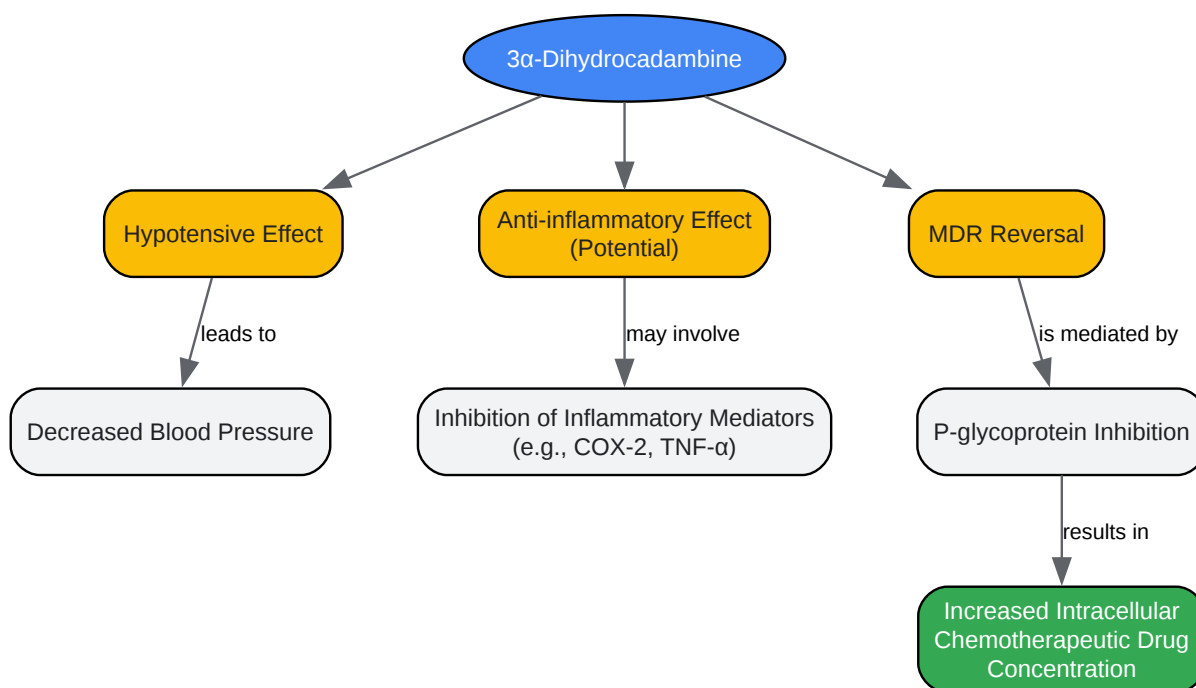 3α-Dihydrocadambine
Hypotensive Effect
Anti-inflammatory Effect
(Potential)
MDR Reversal
leads to
may involve
is mediated by
Decreased Blood Pressure
Inhibition of Inflammatory Mediators
(e.g., COX-2, TNF-α)
P-glycoprotein Inhibition
results in
Increased Intracellular
Chemotherapeutic Drug
Concentration